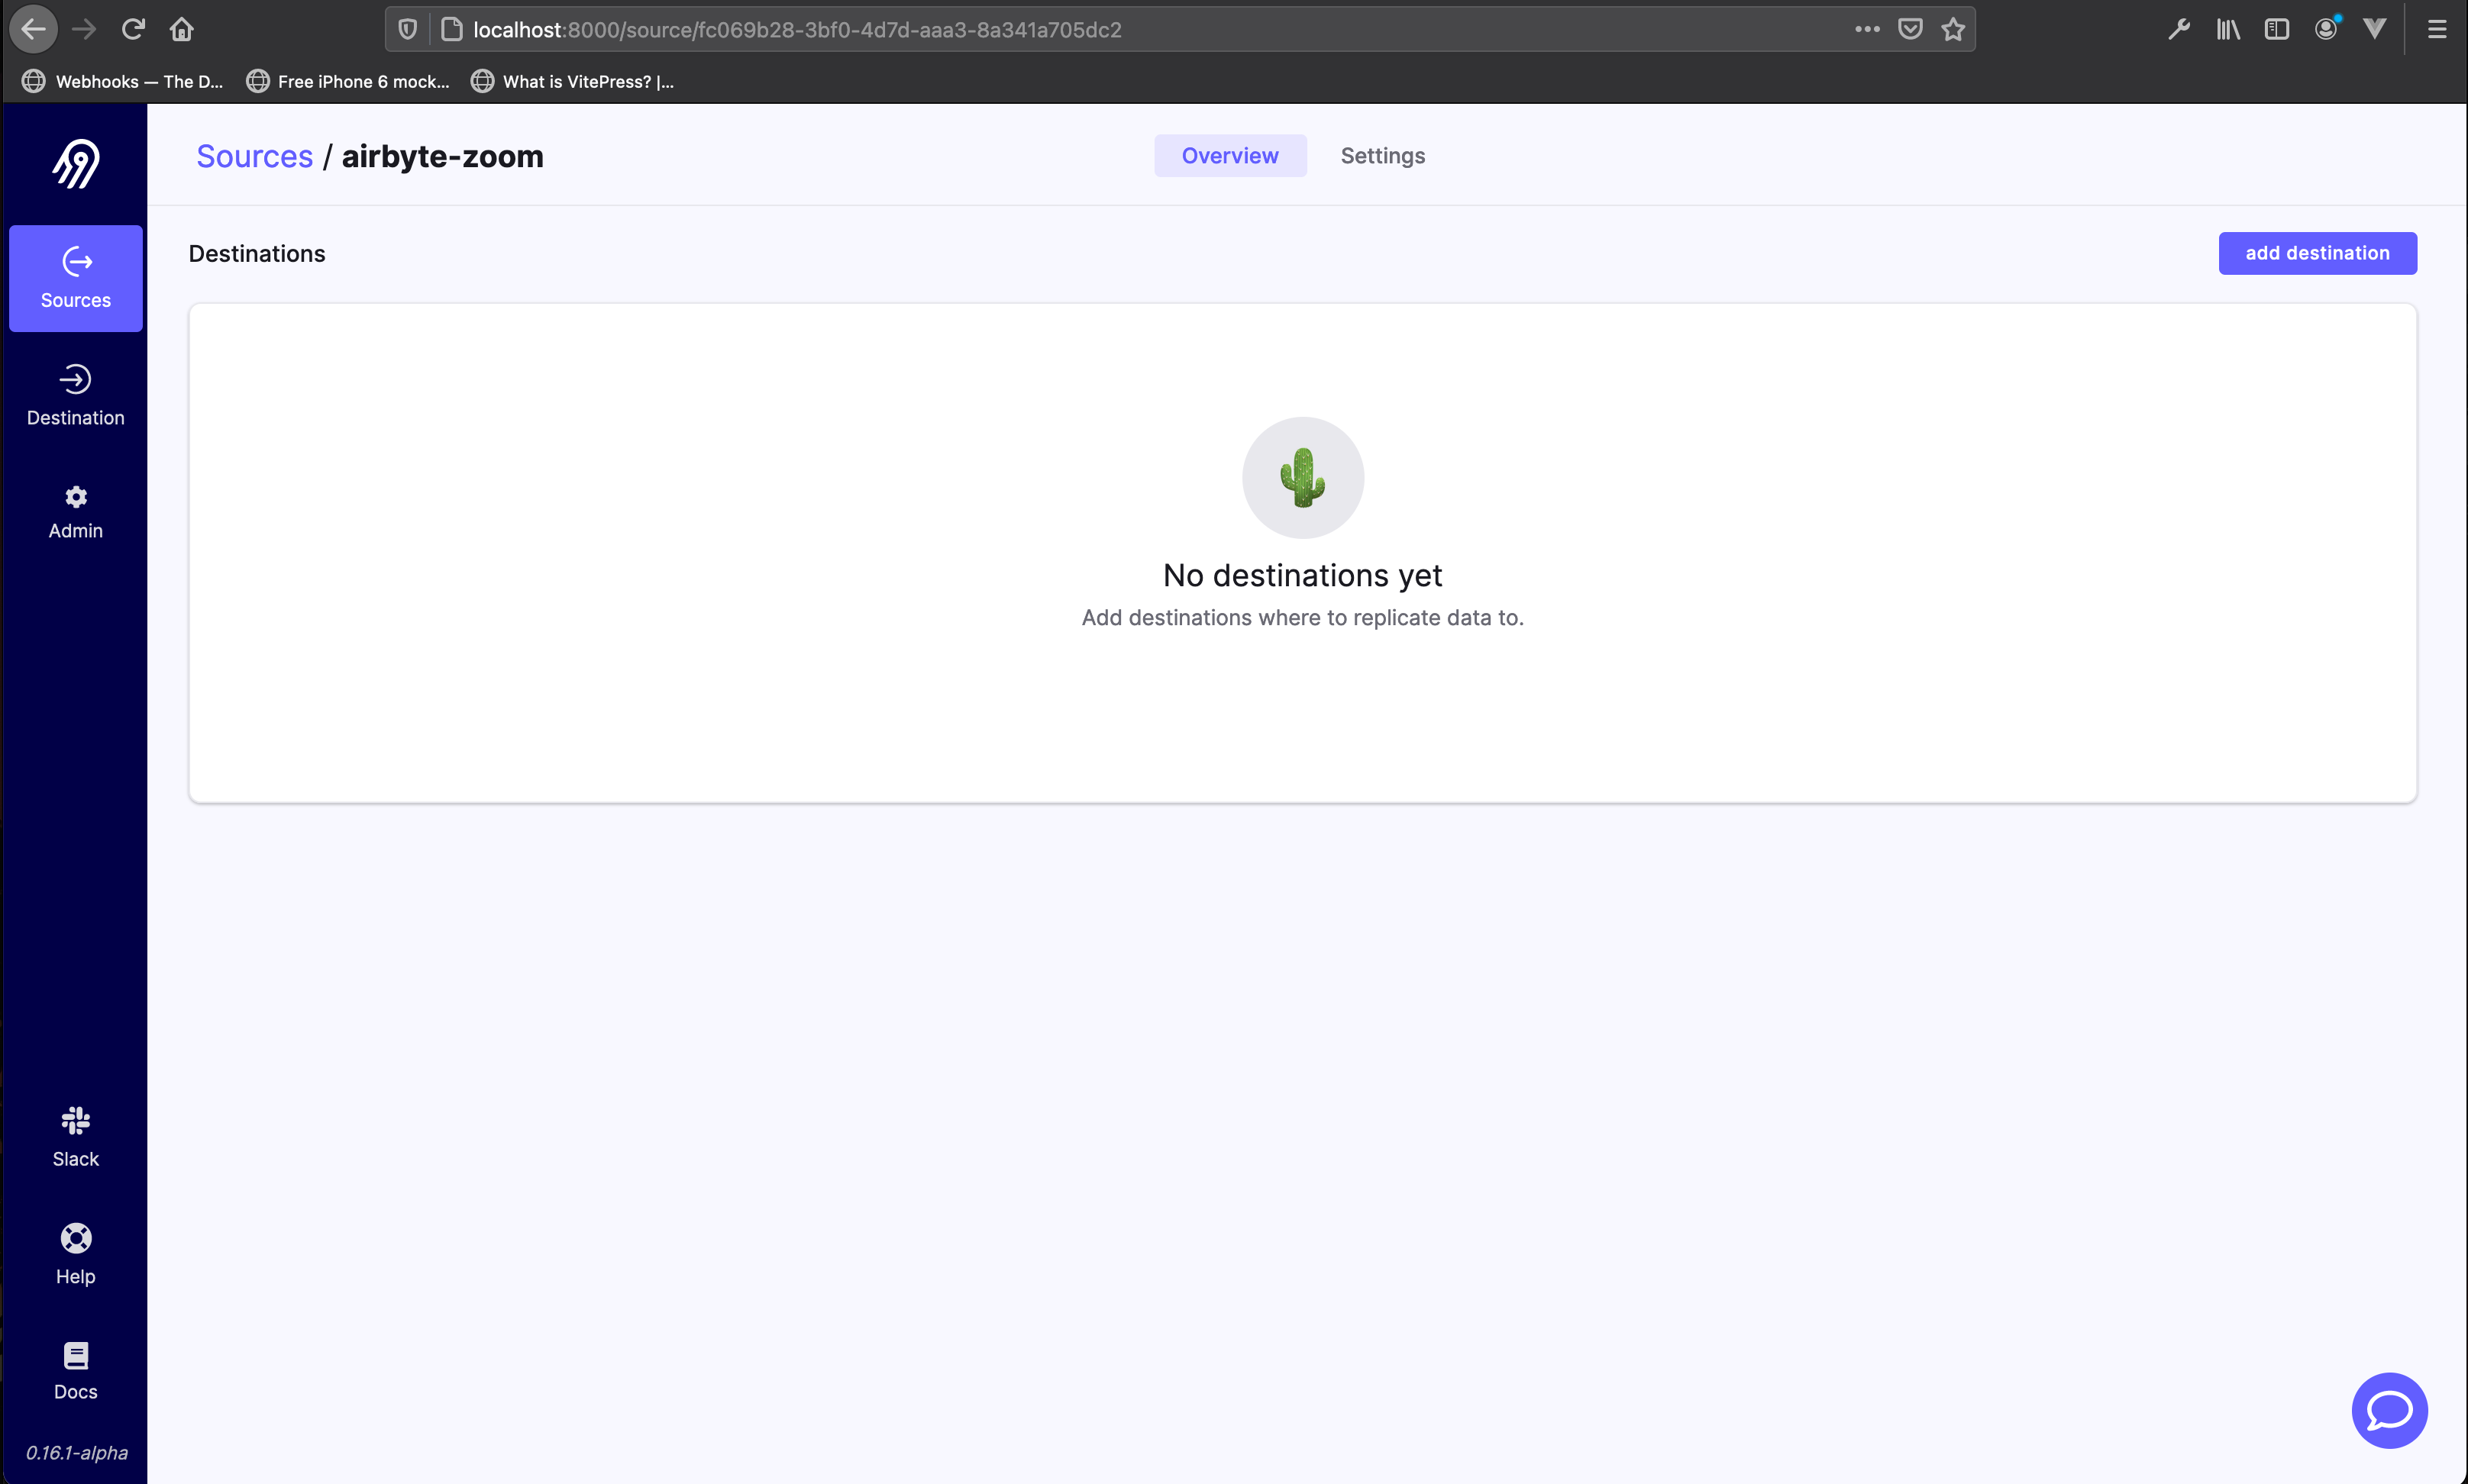 localhost:8000/source/fc069b28-3bf0-4d7d-aaa3-8a341a705dc2
Webhooks — The D... Free iPhone 6 mock... What is VitePress? |...
Sources / airbyte-zoom
Overview Settings
Destinations
add destination
Sources
Destination
Admin
No destinations yet
Add destinations where to replicate data to.
Slack
Help
Docs
0.16.1-alpha